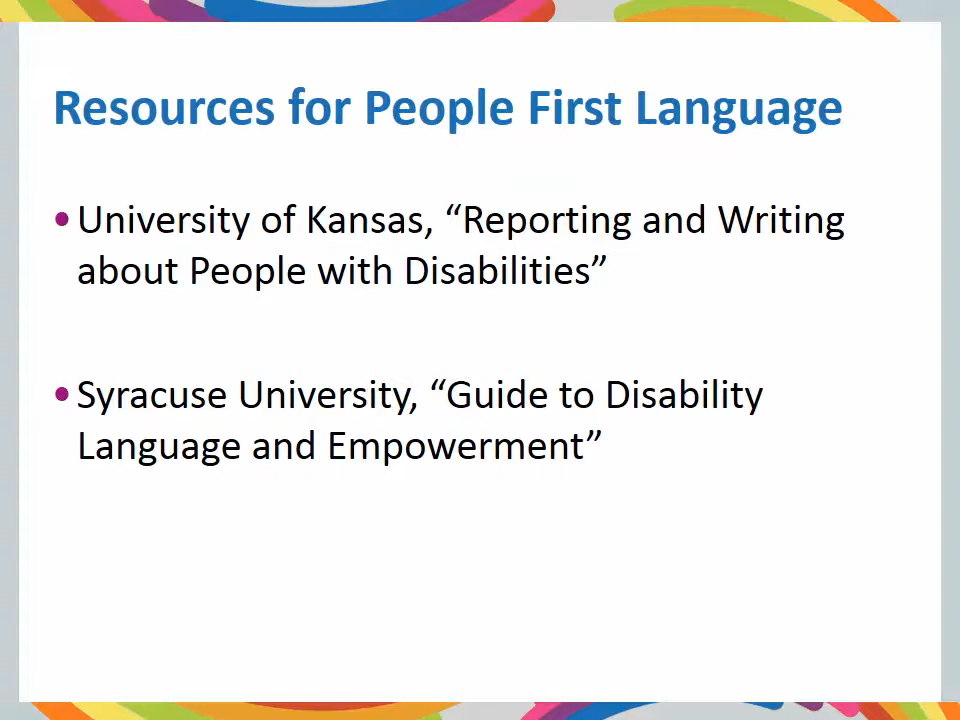 Resources for People First Language
•University of Kansas, “Reporting and Writing
about People with Disabilities”
•Syracuse University, “Guide to Disability
Language and Empowerment”